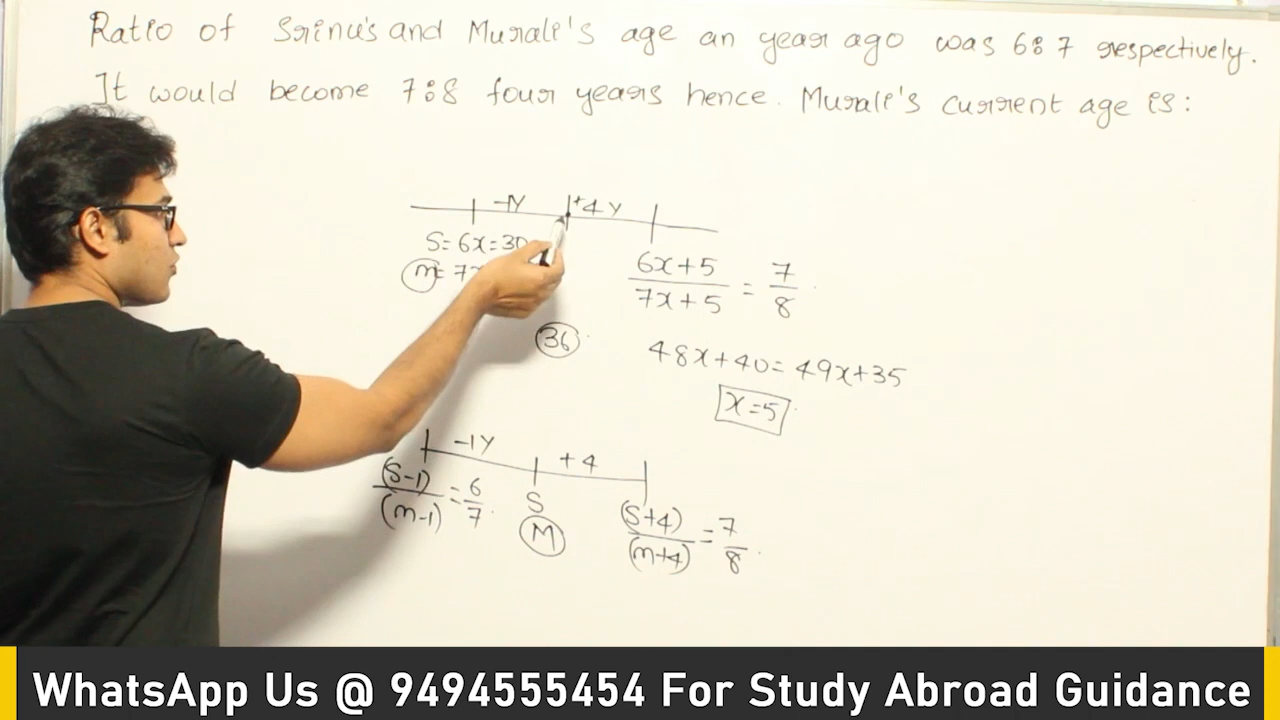 Ratio of Srinu's and Murali's age an year ago was 6:7 respectively.
It would become 7:8 four years hence. Murali's current age is:
-1Y +4Y
S= 6x=30
m= 7x
6x+5
7x+5
=
7
8
36
48x+40= 49x+35
x=5
-1Y +4
(S-1)
(m-1)
=
6
7
S
M
(S+4)
(m+4)
=
7
8
WhatsApp Us @ 9494555454 For Study Abroad Guidance